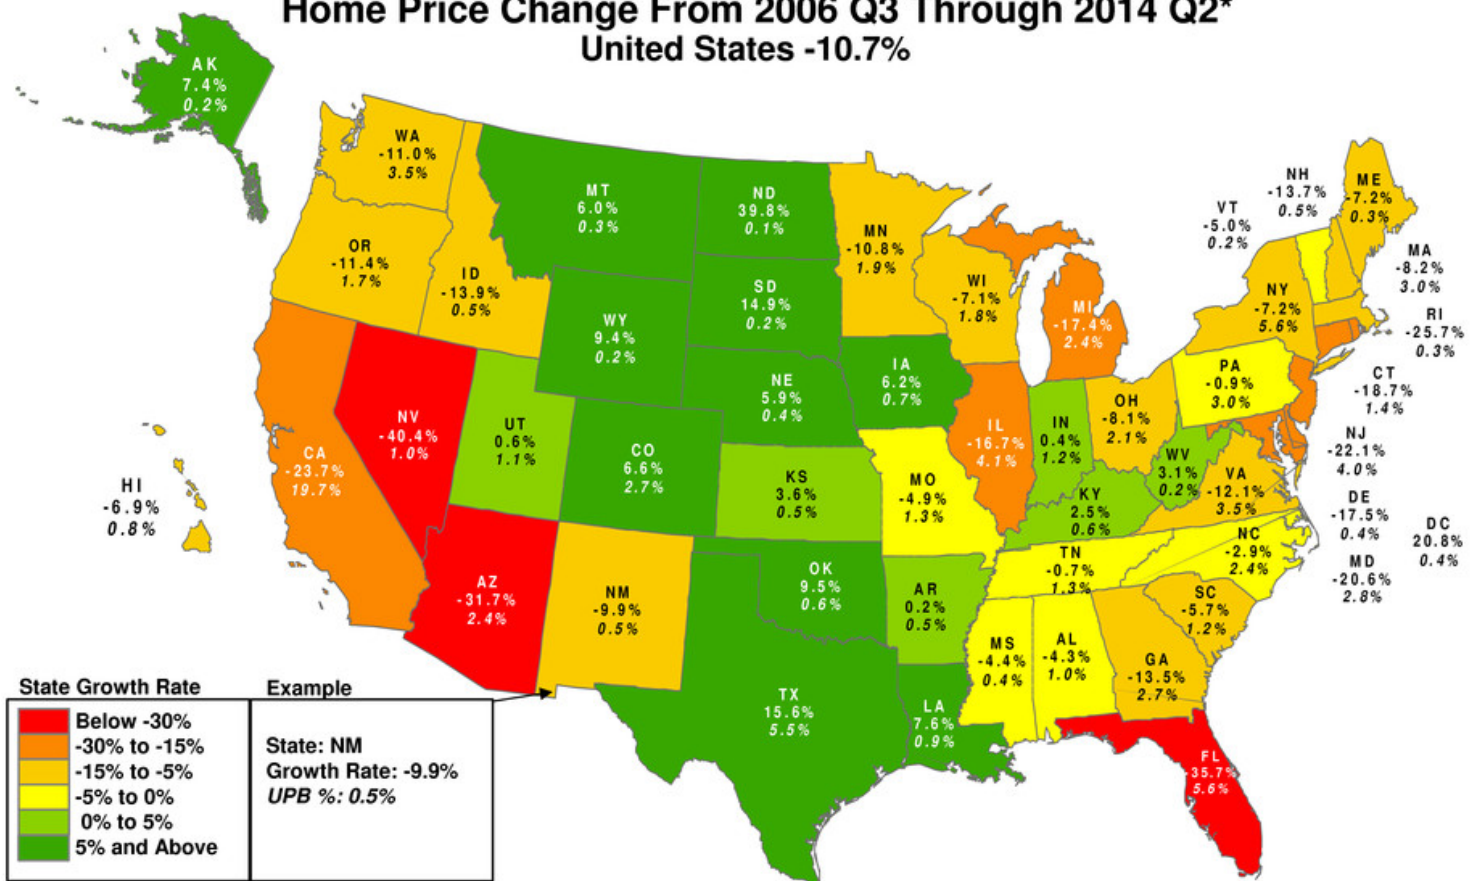 Home Price Change From 2006 Q3 Through 2014 Q2*
United States -10.7%
AK
7.4%
0.2%
WA
-11.0%
3.5%
OR
-11.4%
1.7%
ID
-13.9%
0.5%
MT
6.0%
0.3%
ND
39.8%
0.1%
MN
-10.8%
1.9%
WI
-7.1%
1.8%
MI
-17.4%
2.4%
VT
-5.0%
0.2%
NH
-13.7%
0.5%
ME
-7.2%
0.3%
NY
-7.2%
5.6%
MA
-8.2%
3.0%
RI
-25.7%
0.3%
CT
-18.7%
1.4%
NJ
-22.1%
4.0%
DE
-17.5%
0.4%
DC
20.8%
0.4%
MD
-20.6%
2.8%
WY
9.4%
0.2%
SD
14.9%
0.2%
NE
5.9%
0.4%
IA
6.2%
0.7%
IL
-16.7%
4.1%
IN
0.4%
1.2%
OH
-8.1%
2.1%
PA
-0.9%
3.0%
HI
-6.9%
0.8%
CA
-23.7%
19.7%
NV
-40.4%
1.0%
UT
0.6%
1.1%
CO
6.6%
2.7%
KS
3.6%
0.5%
MO
-4.9%
1.3%
KY
2.5%
0.6%
WV
3.1%
0.2%
VA
-12.1%
3.5%
AZ
-31.7%
2.4%
NM
-9.9%
0.5%
OK
9.5%
0.6%
AR
0.2%
0.5%
TN
-0.7%
1.3%
NC
-2.9%
2.4%
SC
-5.7%
1.2%
TX
15.6%
5.5%
LA
7.6%
0.9%
MS
-4.4%
0.4%
AL
-4.3%
1.0%
GA
-13.5%
2.7%
FL
-35.7%
5.6%
State Growth Rate
Below -30%
-30% to -15%
-15% to -5%
-5% to 0%
0% to 5%
5% and Above
Example
State: NM
Growth Rate: -9.9%
UPB %: 0.5%